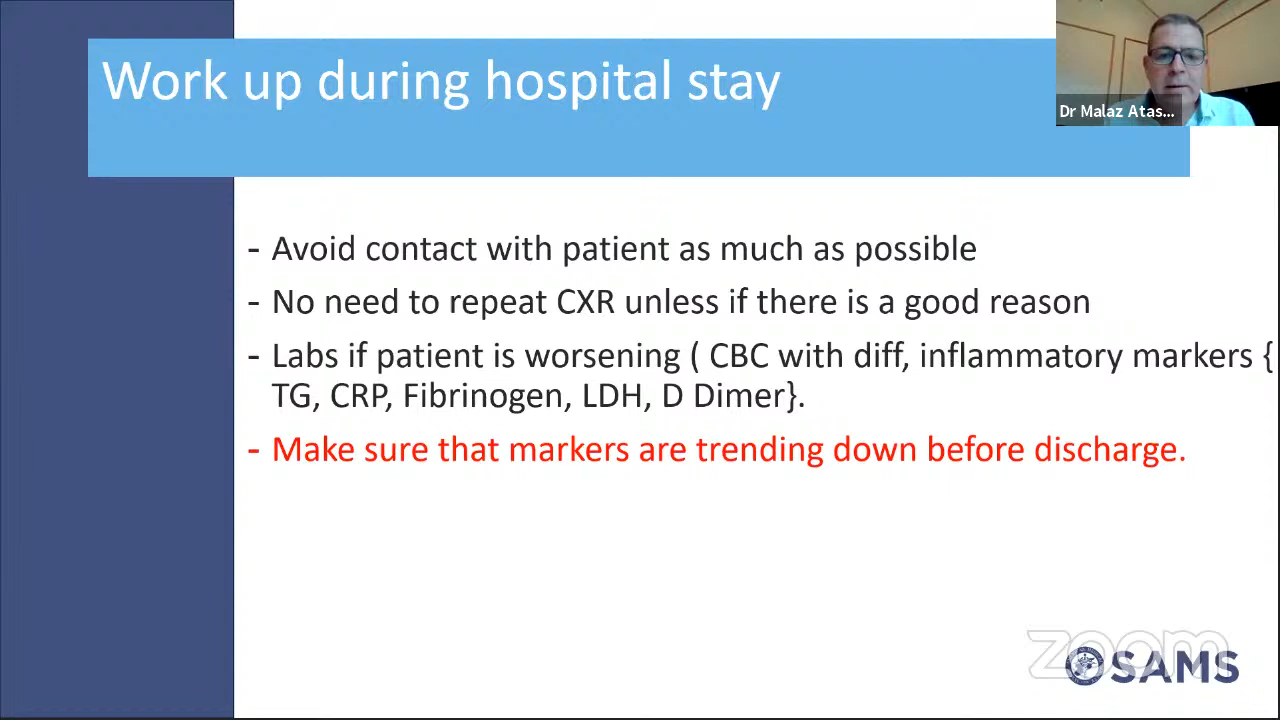 Work up during hospital stay
Dr Malaz Atas...
- Avoid contact with patient as much as possible
- No need to repeat CXR unless if there is a good reason
- Labs if patient is worsening ( CBC with diff, inflammatory markers {
TG, CRP, Fibrinogen, LDH, D Dimer}.
- Make sure that markers are trending down before discharge.
zoom
SAMS